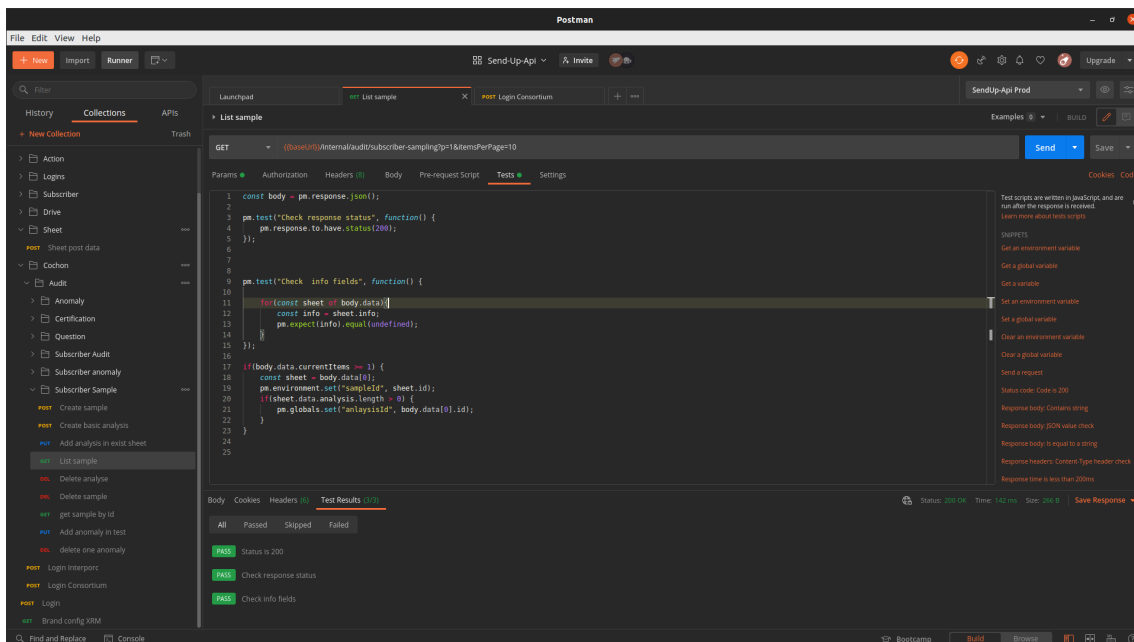 Postman
File Edit View Help
+ New Import Runner
Send-Up-Api Invite Upgrade
Filter
History Collections APIs
+ New Collection Trash
Action
Logins
Subscriber
Drive
Sheet
POST Sheet post data
Cochon
Audit
Anomaly
Certification
Question
Subscriber Audit
Subscriber anomaly
Subscriber Sample
POST Create sample
POST Create basic analysis
PUT Add analysis in exist sheet
GET List sample
DEL Delete analyse
DEL Delete sample
GET get sample by Id
PUT Add anomaly in test
DEL delete one anomaly
POST Login Interporc
POST Login Consortium
POST Login
GET Brand config XRM
Launchpad GET List sample X POST Login Consortium + ooo
SendUp-Api Prod
List sample
Examples 0 BUILD
GET {{baseUrl}}/internal/audit/subscriber-sampling?p=1&itemsPerPage=10
Send Save
Params Authorization Headers (8) Body Pre-request Script Tests Settings
Cookies Cod
1 const body = pm.response.json();
2
3 pm.test("Check response status", function() {
4 pm.response.to.have.status(200);
5 });
6
7
8
9 pm.test("Check info fields", function() {
10
11 for(const sheet of body.data){
12 const info = sheet.info;
13 pm.expect(info).equal(undefined);
14 }
15 });
16
17 if(body.data.currentItems >= 1) {
18 const sheet = body.data[0];
19 pm.environment.set("sampleId", sheet.id);
20 if(sheet.data.analysis.length > 0) {
21 pm.globals.set("anlaysisId", body.data[0].id);
22 }
23 }
24
25
Test scripts are written in JavaScript, and are
run after the response is received.
Learn more about tests scripts
SNIPPETS
Get an environment variable
Get a global variable
Get a variable
Set an environment variable
Set a global variable
Clear an environment variable
Clear a global variable
Send a request
Status code: Code is 200
Response body: Contains string
Response body: JSON value check
Response body: Is equal to a string
Response headers: Content-Type header check
Response time is less than 200ms
Body Cookies Headers (6) Test Results (3/3)
Status: 200 OK Time: 142 ms Size: 266 B Save Response
All Passed Skipped Failed
PASS Status is 200
PASS Check response status
PASS Check info fields
Find and Replace Console
Bootcamp Build Browse